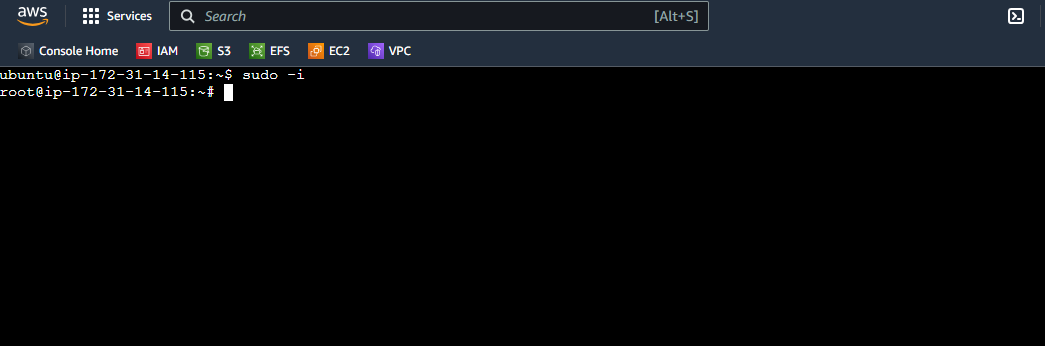 aws Services Search [Alt+S]
Console Home IAM S3 EFS EC2 VPC
ubuntu@ip-172-31-14-115:~$ sudo -i
root@ip-172-31-14-115:~#